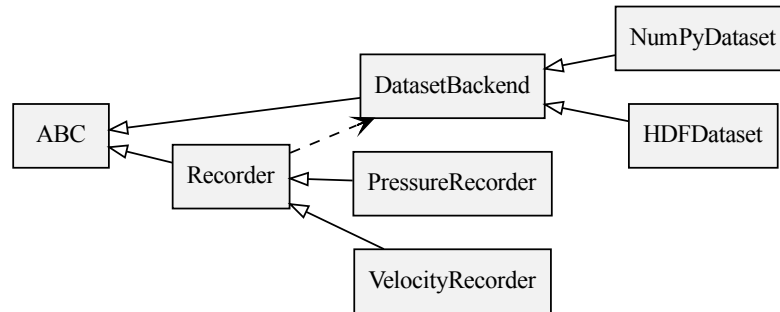 NumPyDataset
DatasetBackend
ABC
HDFDataset
Recorder
PressureRecorder
VelocityRecorder